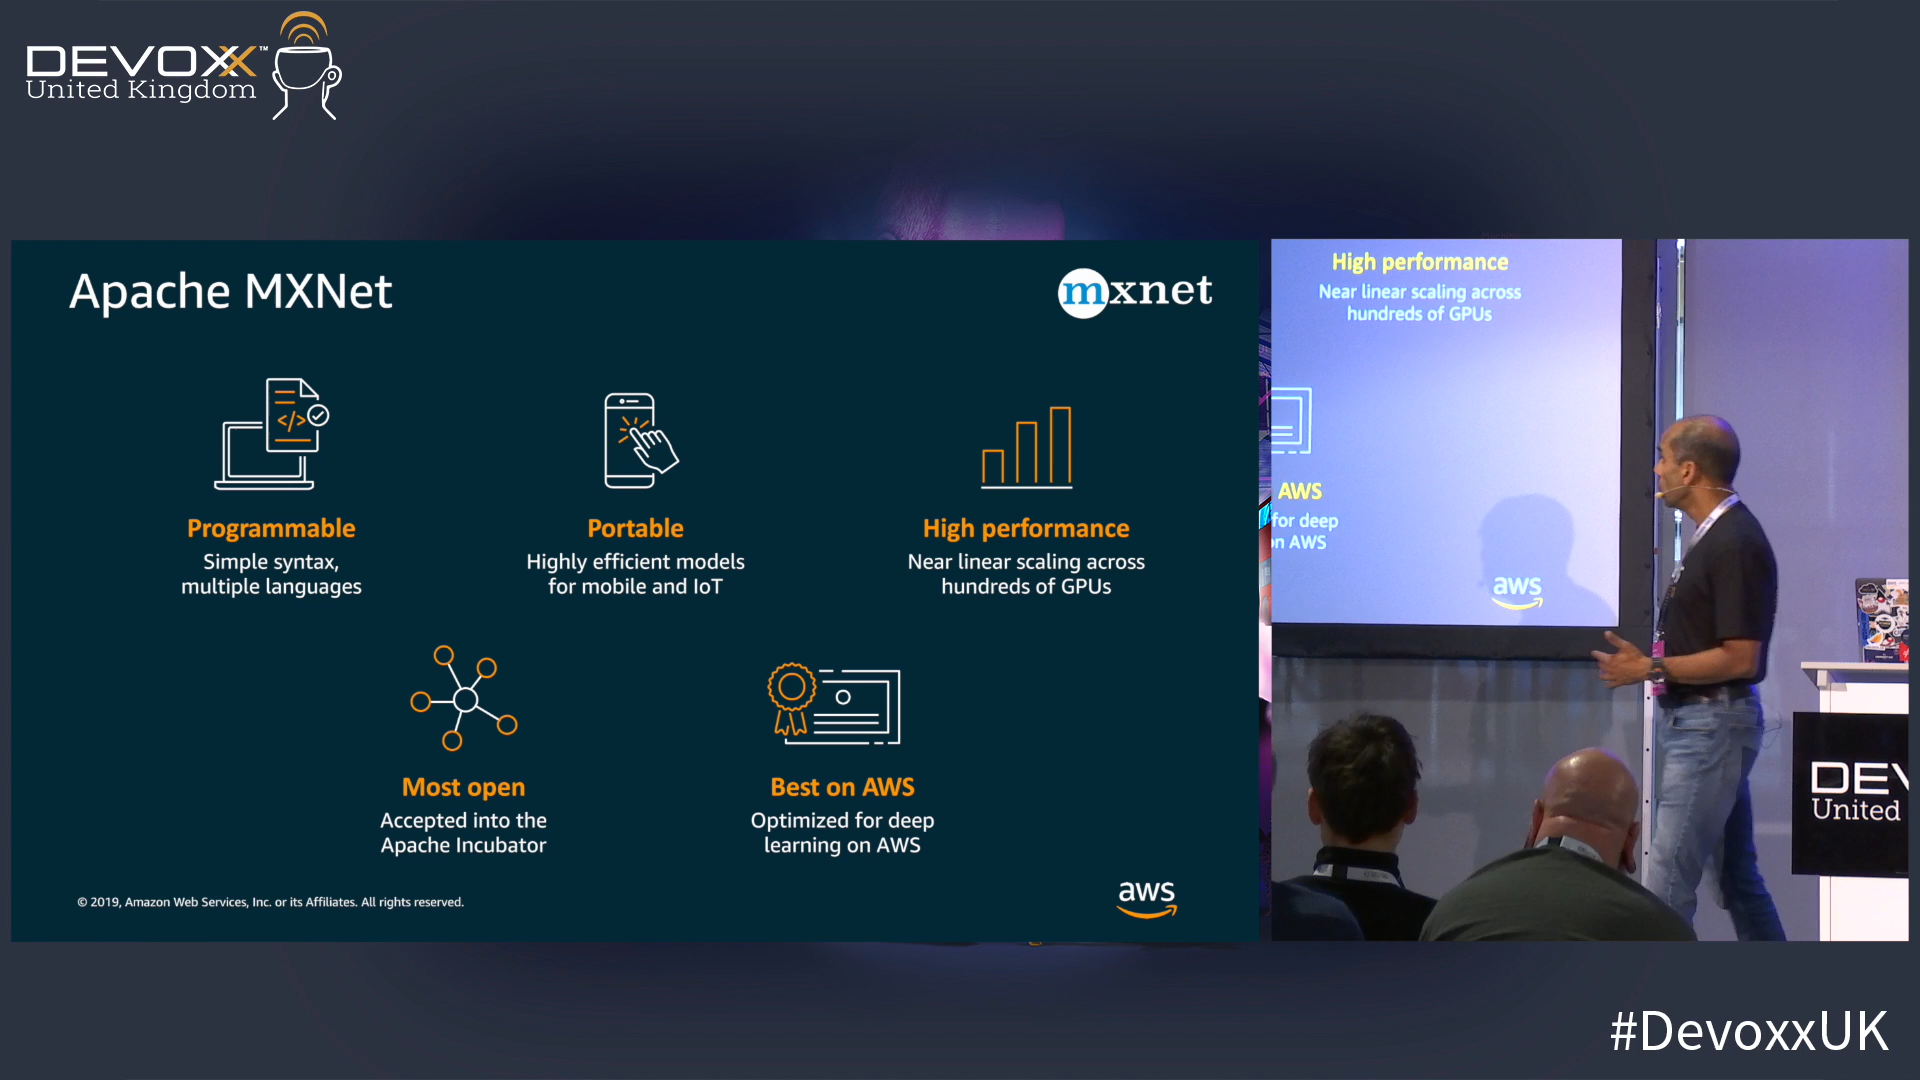 DEVOXX™
United Kingdom
Apache MXNet
mxnet
</>
Programmable
Simple syntax,
multiple languages
Portable
Highly efficient models
for mobile and IoT
High performance
Near linear scaling across
hundreds of GPUs
Most open
Accepted into the
Apache Incubator
Best on AWS
Optimized for deep
learning on AWS
© 2019, Amazon Web Services, Inc. or its Affiliates. All rights reserved.
aws
High performance
Near linear scaling across
hundreds of GPUs
AWS
for deep
on AWS
aws
DEV
United
#DevoxxUK